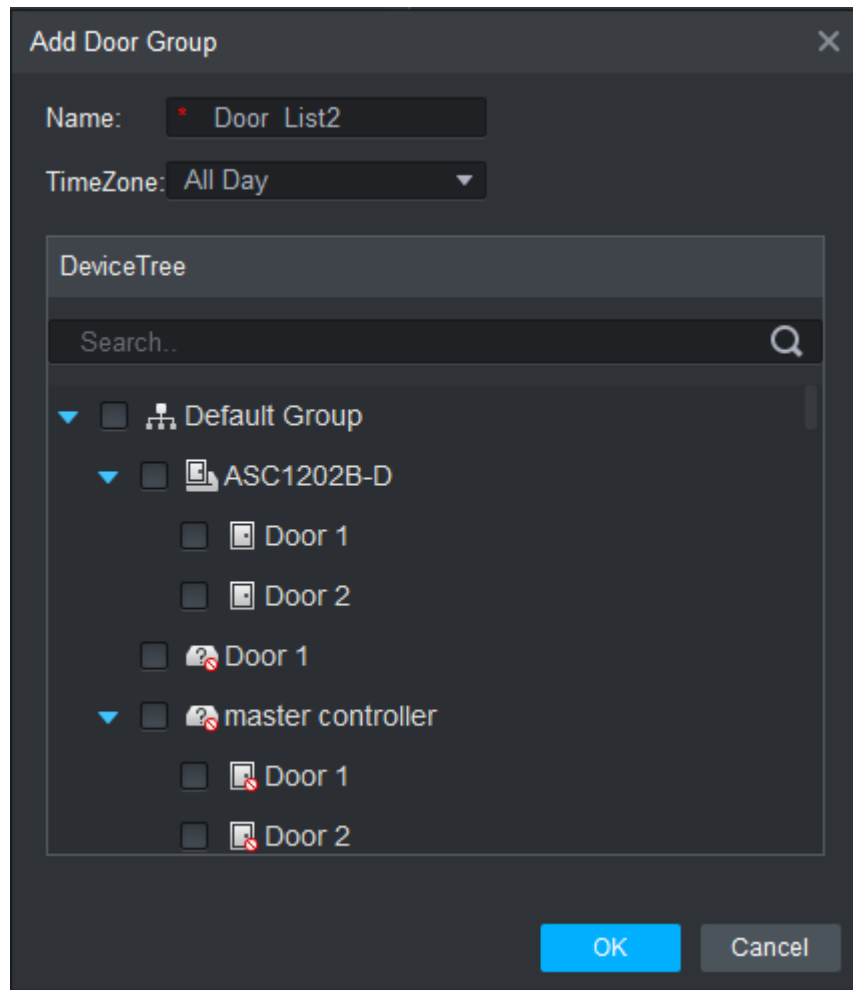 Add Door Group
Name: * Door List2
TimeZone: All Day
DeviceTree
Search..
Default Group
ASC1202B-D
Door 1
Door 2
Door 1
master controller
Door 1
Door 2
OK Cancel